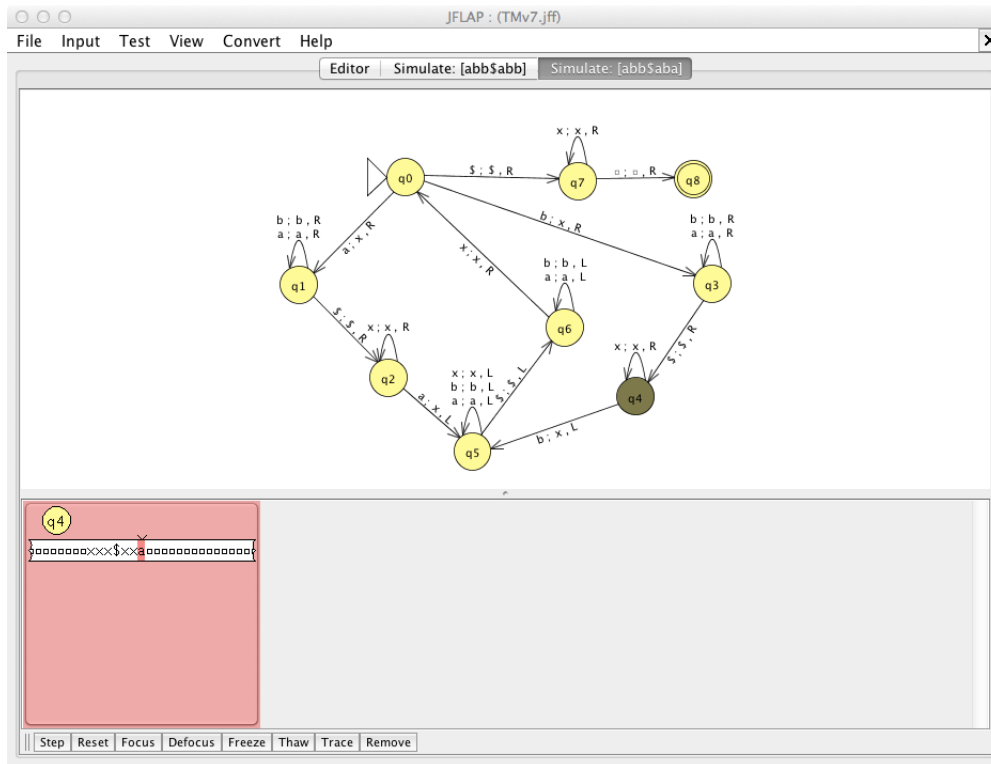 JFLAP : (TMv7.jff)
File Input Test View Convert Help
Editor Simulate: [abb$abb] Simulate: [abb$aba]
x ; x , R
q0
$ ; $ , R
q7
□ ; □ , R
q8
b ; b , R
a ; a , R
a ; x , R
x ; x , R
b ; x , R
b ; b , R
a ; a , R
q1
b ; b , L
a ; a , L
q3
$ ; $ , R
x ; x , R
q6
x ; x , R
$ ; $ , R
q2
x ; x , L
b ; b , L
a ; a , L
$ ; $ , L
q4
a ; x , L
q5
b ; x , L
q4
□□□□□□□xxx$xxa□□□□□□□□□□□□□□□
Step Reset Focus Defocus Freeze Thaw Trace Remove